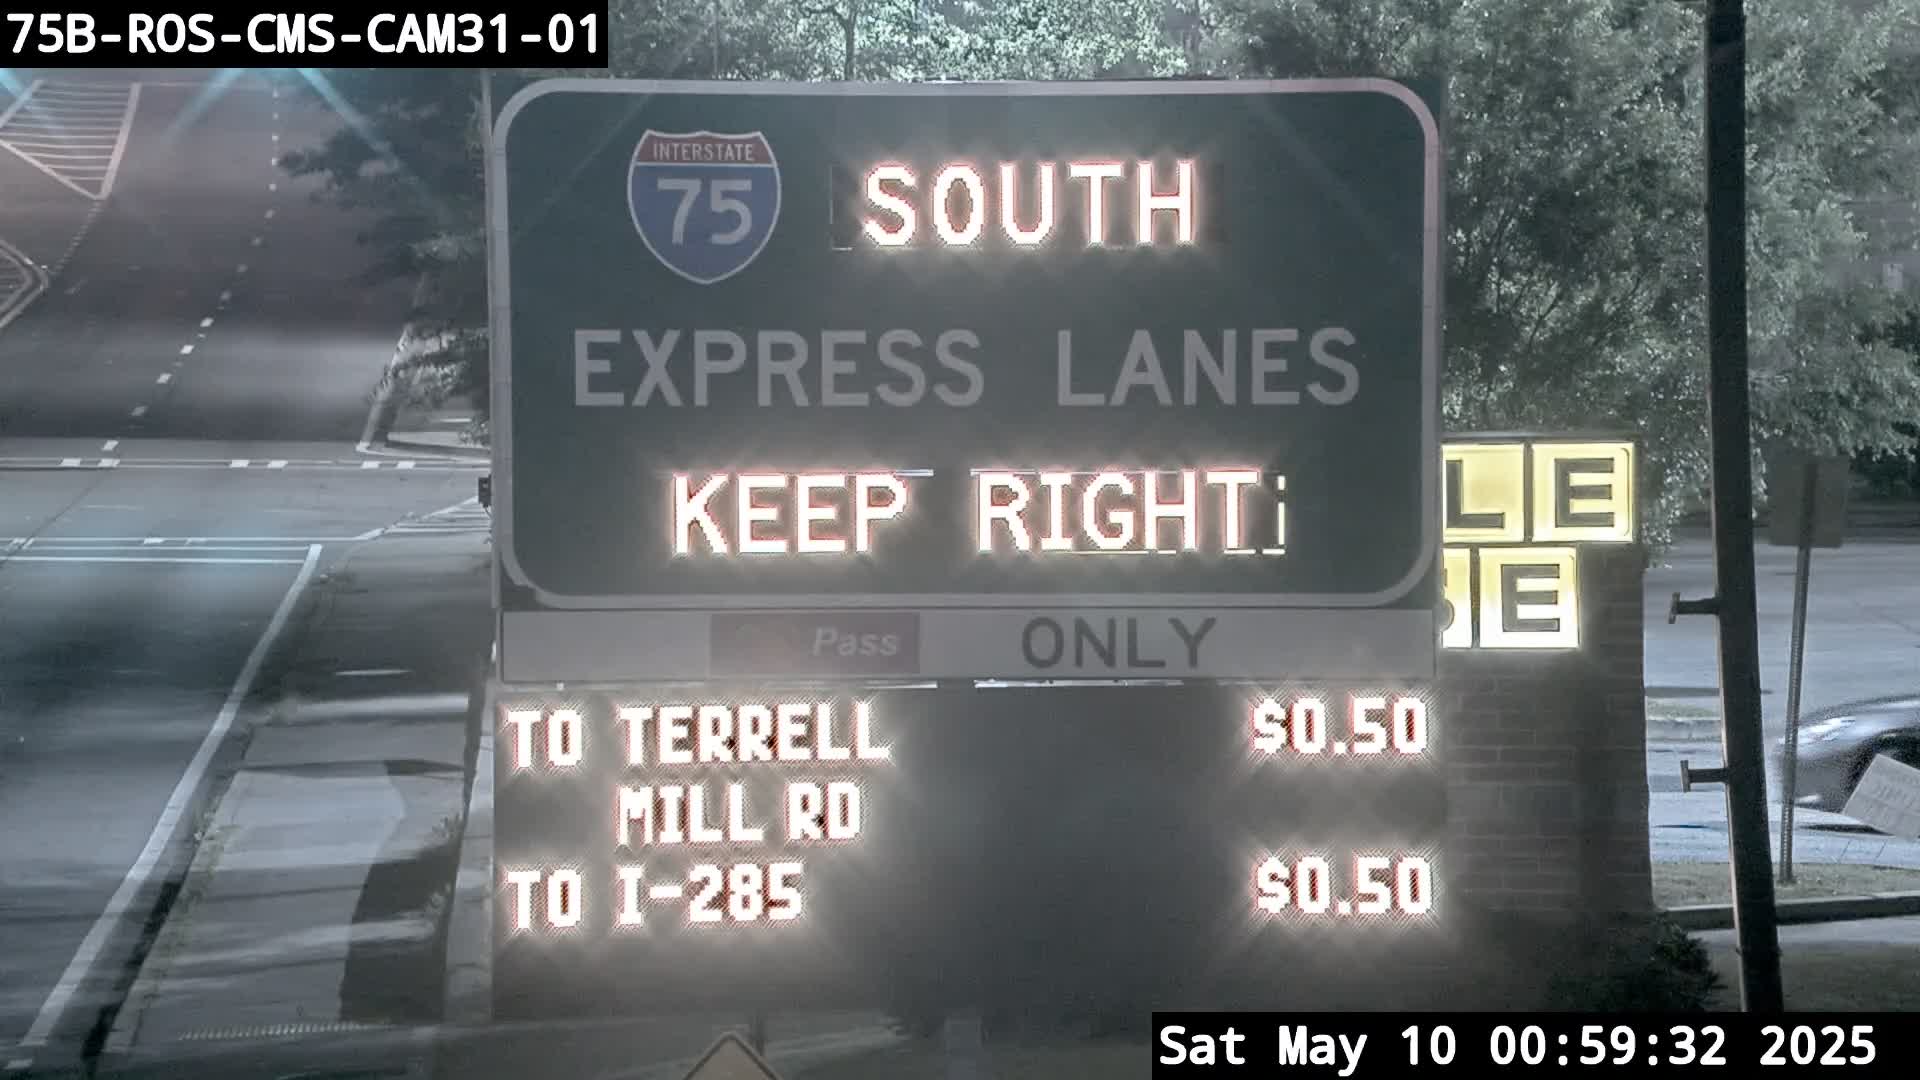 75B-ROS-CMS-CAM31-01
INTERSTATE
75
SOUTH
EXPRESS LANES
KEEP RIGHT
Pass ONLY
TO TERRELL $0.50
MILL RD
TO I-285 $0.50
LE
E
Sat May 10 00:59:32 2025